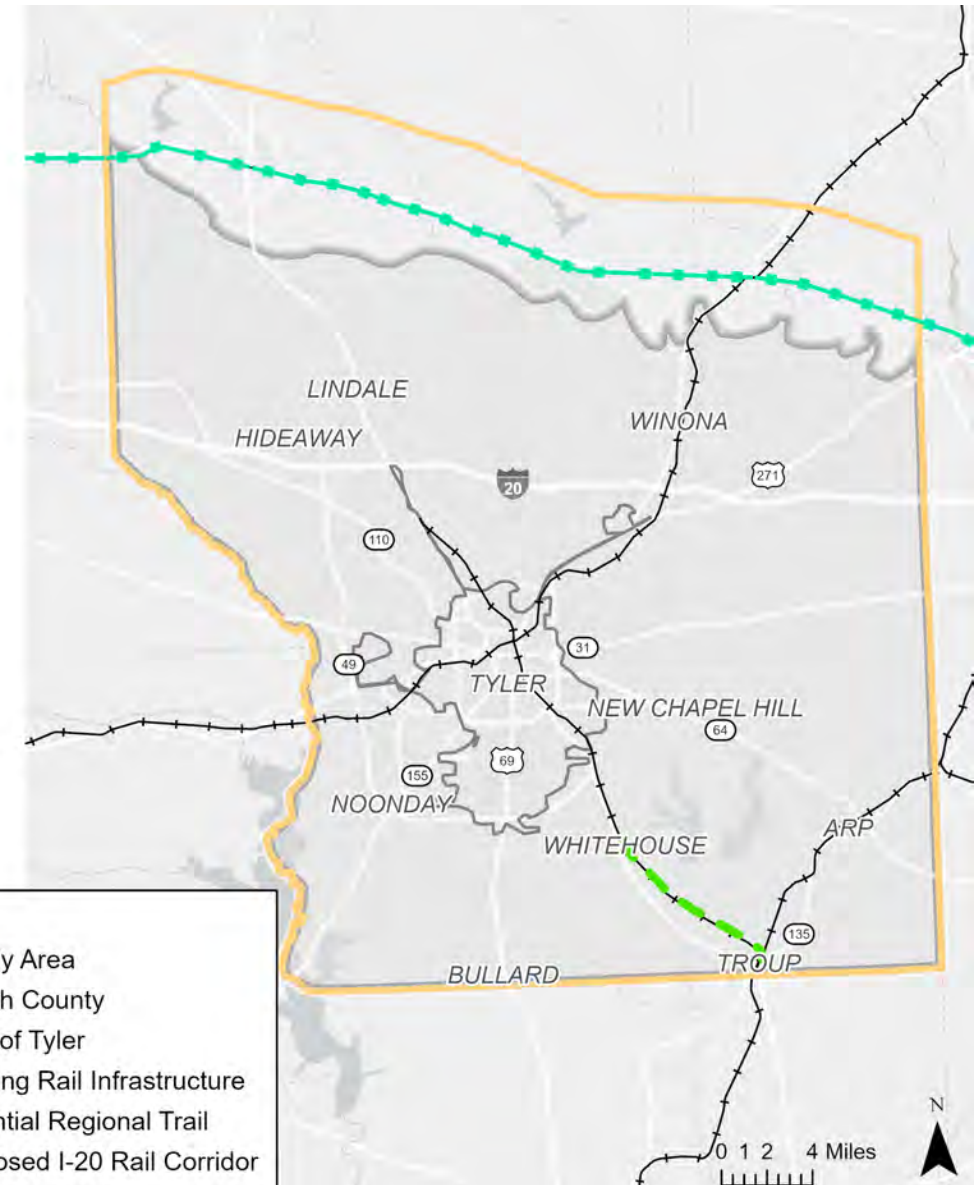 LINDALE
HIDEAWAY
WINONA
271
20
110
49
31
TYLER
NEW CHAPEL HILL
64
69
155
NOONDAY
WHITEHOUSE
ARP
135
TROUP
BULLARD
y Area
h County
of Tyler
ng Rail Infrastructure
ntial Regional Trail
osed I-20 Rail Corridor
0 1 2 4 Miles
N